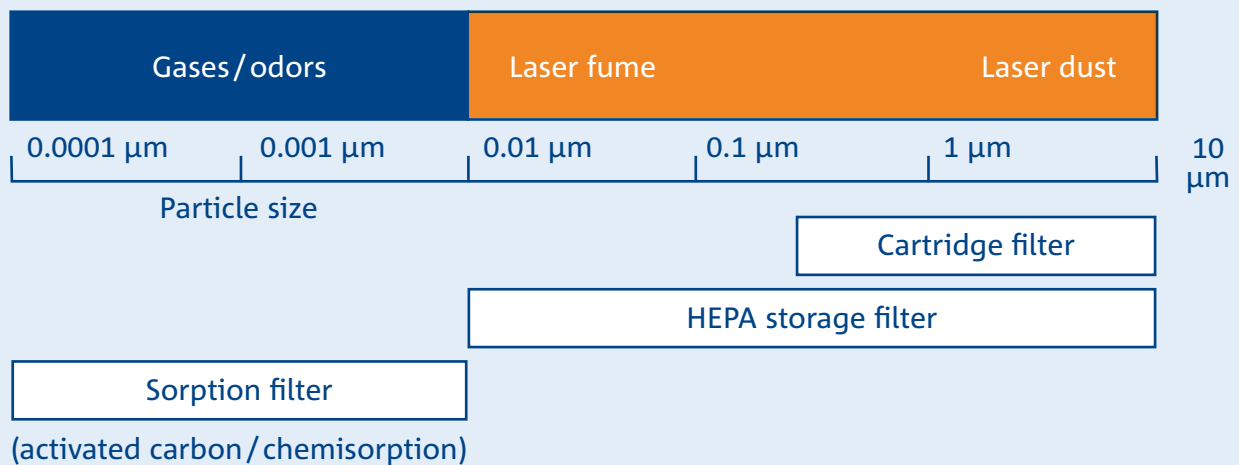 Gases/odors
Laser fume
Laser dust
0.0001 µm
0.001 µm
0.01 µm
0.1 µm
1 µm
10
µm
Particle size
Cartridge filter
HEPA storage filter
Sorption filter
(activated carbon/chemisorption)